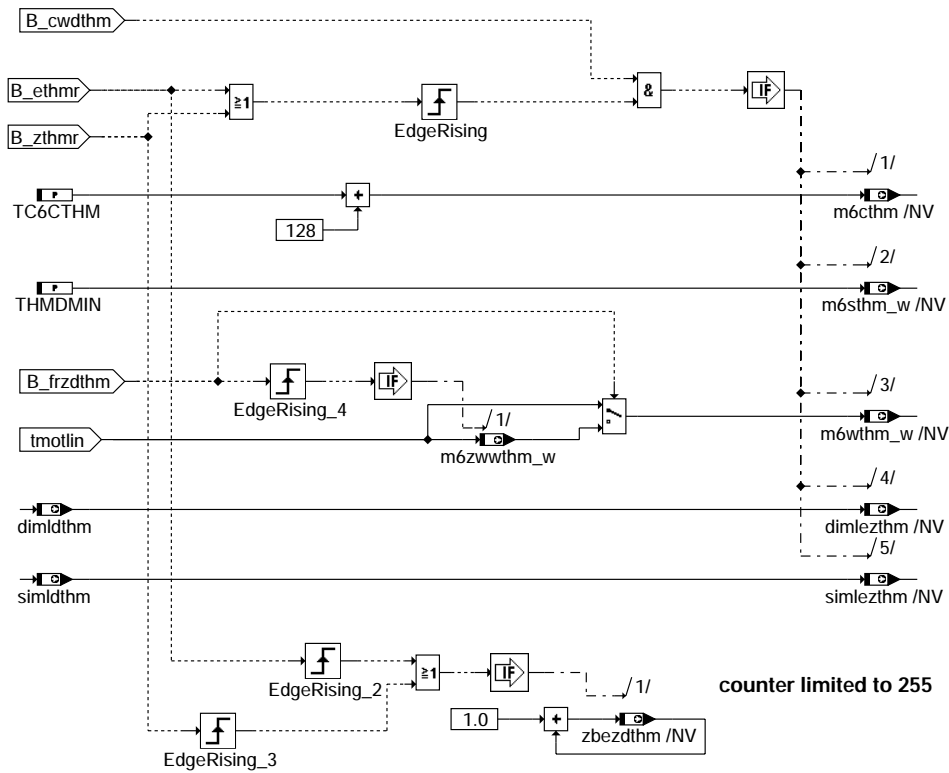 B_cwdthm
B_ethmr
≧1
EdgeRising
&
IF
B_zthmr
/1/
P
TC6CTHM
+
m6cthm /NV
128
/2/
P
THMDMIN
m6sthm_w /NV
B_frzdthm
IF
EdgeRising_4
/3/
/1/
tmotlin
m6zwwthm_w
m6wthm_w /NV
/4/
dimldthm
dimlezthm /NV
/5/
simldthm
simlezthm /NV
≧1
IF
EdgeRising_2
/1/
counter limited to 255
1.0
+
zbezdthm /NV
EdgeRising_3